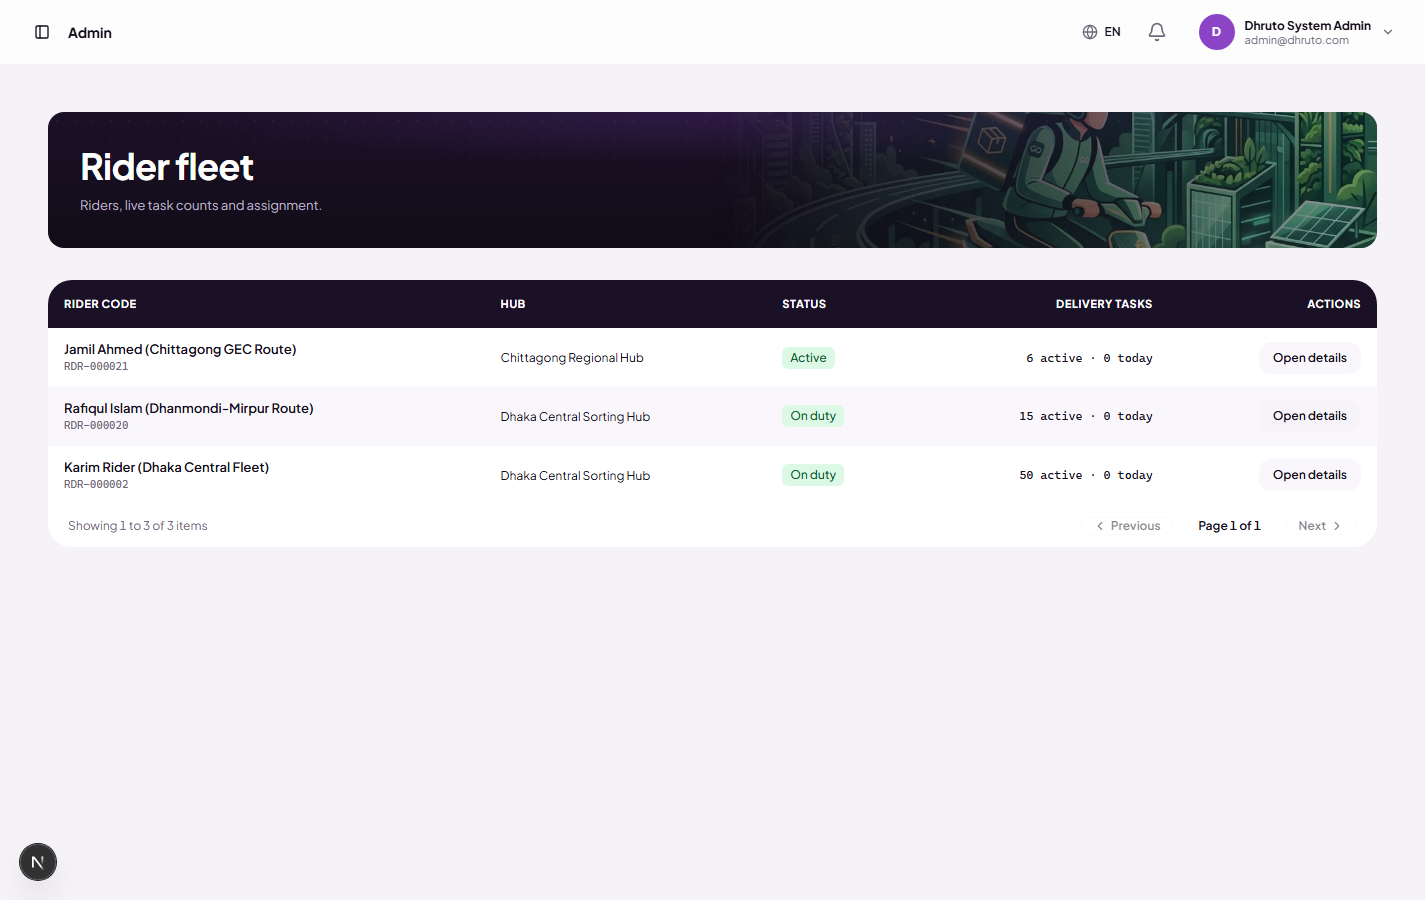 Admin
EN
D
Dhruto System Admin
admin@dhruto.com
Rider fleet
Riders, live task counts and assignment.
GO
GO
RIDER CODE HUB STATUS DELIVERY TASKS ACTIONS
Jamil Ahmed (Chittagong GEC Route)
RDR-000021
Chittagong Regional Hub Active 6 active · 0 today Open details
Rafiqul Islam (Dhanmondi-Mirpur Route)
RDR-000020
Dhaka Central Sorting Hub On duty 15 active · 0 today Open details
Karim Rider (Dhaka Central Fleet)
RDR-000002
Dhaka Central Sorting Hub On duty 50 active · 0 today Open details
Showing 1 to 3 of 3 items Previous Page 1 of 1 Next
N